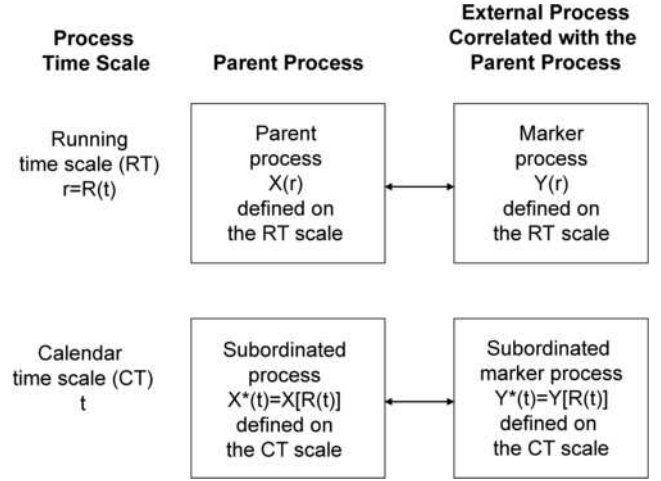 Process
Time Scale
Parent Process
External Process
Correlated with the
Parent Process
Running
time scale (RT)
r=R(t)
Parent
process
X(r)
defined on
the RT scale
Marker
process
Y(r)
defined on
the RT scale
Calendar
time scale (CT)
t
Subordinated
process
X*(t)=X[R(t)]
defined on
the CT scale
Subordinated
marker process
Y*(t)=Y[R(t)]
defined on
the CT scale